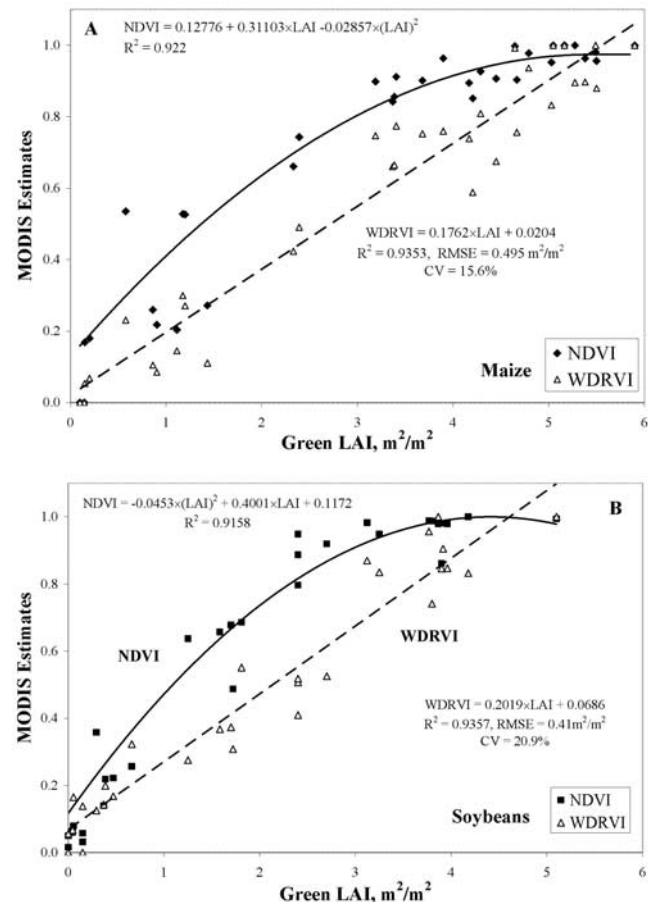 A
NDVI = 0.12776 + 0.31103×LAI -0.02857×(LAI)²
R² = 0.922
MODIS Estimates
1.0
0.8
0.6
0.4
0.2
0.0
WDRVI = 0.1762×LAI + 0.0204
R² = 0.9353, RMSE = 0.495 m²/m²
CV = 15.6%
Maize
NDVI
WDRVI
0 1 2 3 4 5 6
Green LAI, m²/m²
NDVI = -0.0453×(LAI)² + 0.4001×LAI + 0.1172
R² = 0.9158
B
MODIS Estimates
1.0
0.8
0.6
0.4
0.2
0.0
NDVI
WDRVI
WDRVI = 0.2019×LAI + 0.0686
R² = 0.9357, RMSE = 0.41m²/m²
CV = 20.9%
Soybeans
NDVI
WDRVI
0 1 2 3 4 5 6
Green LAI, m²/m²